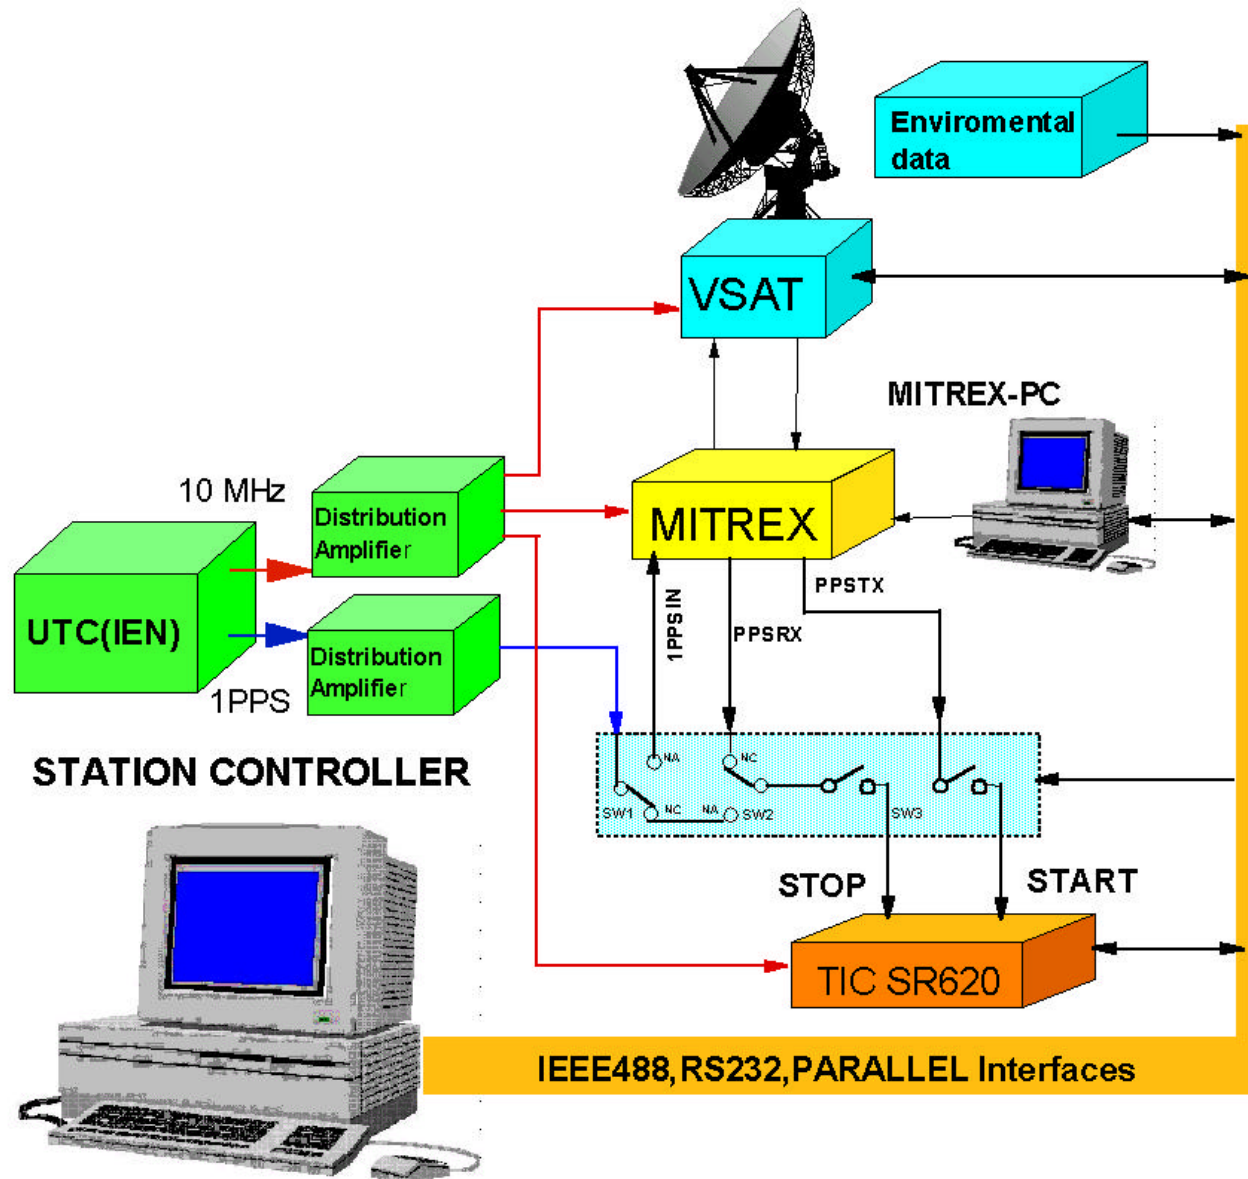 Enviromental
data
VSAT
MITREX-PC
10 MHz
Distribution
Amplifier
MITREX
UTC(IEN)
1PPS
Distribution
Amplifier
1PPSIN
PPSRX
PPSTX
STATION CONTROLLER
NA
NC
SW1
NC
NA
SW2
SW3
STOP
START
TIC SR620
IEEE488,RS232,PARALLEL Interfaces